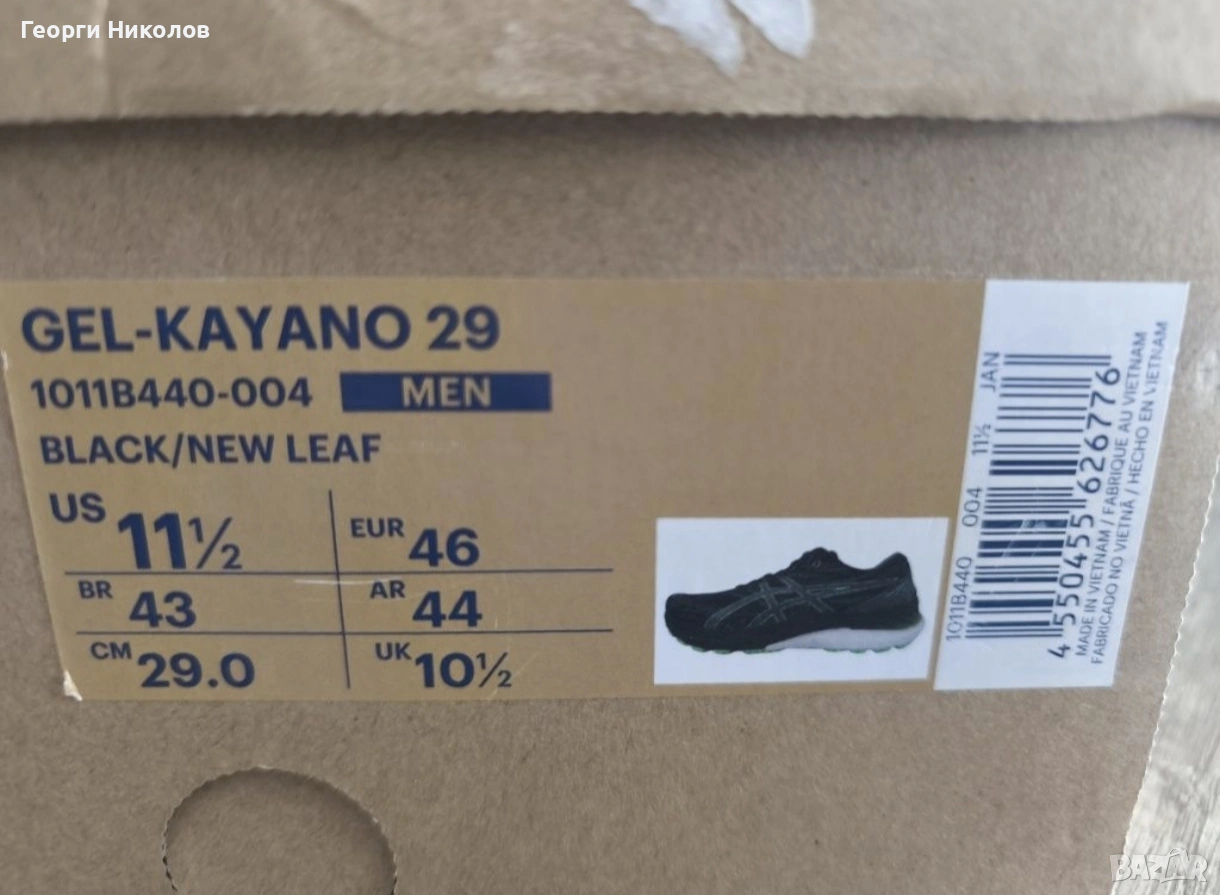 Георги Николов
GEL-KAYANO 29
1011B440-004 MEN
BLACK/NEW LEAF
US 11½ EUR 46
BR 43 AR 44
CM 29.0 UK 10½
1011B440 004 11½ JAN
4 550455 626776
MADE IN VIETNAM / FABRIQUE AU VIETNAM
FABRICADO NO VIETNÃ / HECHO EN VIETNAM
BAZAR